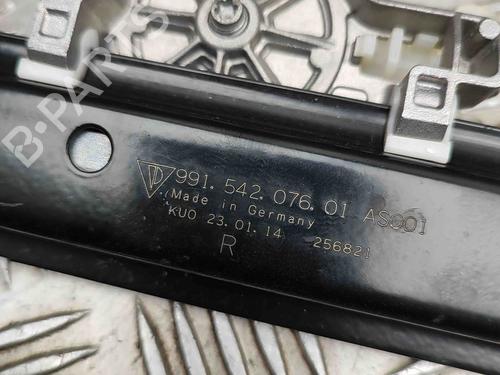 B-PARTS
991.542.076.01 AS001
Made in Germany
KUO 23.01.14 256821
R